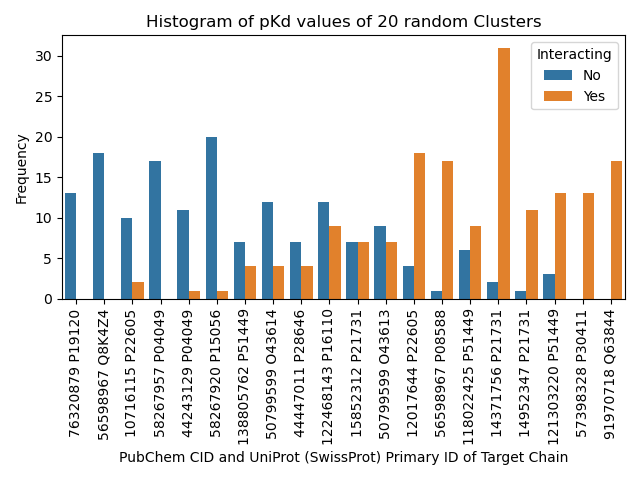 Histogram of pKd values of 20 random Clusters
Interacting
No
Yes
Frequency
30
25
20
15
10
5
0
76320879 P19120
56598967 Q8K4Z4
10716115 P22605
58267957 P04049
44243129 P04049
58267920 P15056
138805762 P51449
50799599 O43614
44447011 P28646
122468143 P16110
15852312 P21731
50799599 O43613
12017644 P22605
56598967 P08588
118022425 P51449
14371756 P21731
14952347 P21731
121303220 P51449
57398328 P30411
91970718 Q63844
PubChem CID and UniProt (SwissProt) Primary ID of Target Chain